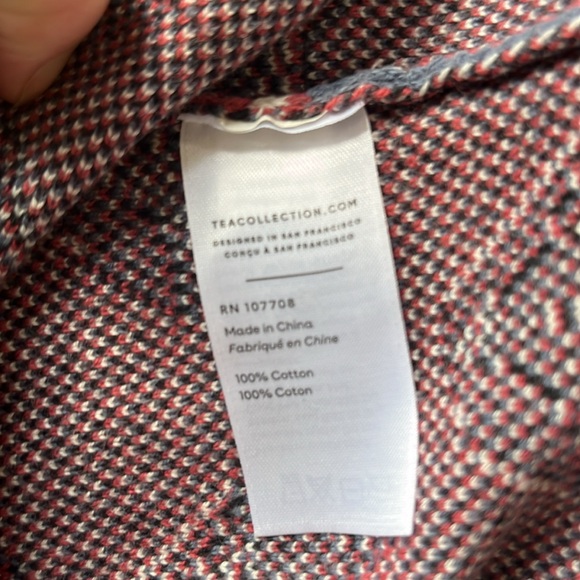 TEACOLLECTION.COM
DESIGNED IN SAN FRANCISCO
CONÇU À SAN FRANCISCO
RN 107708
Made in China
Fabriqué en Chine
100% Cotton
100% Coton